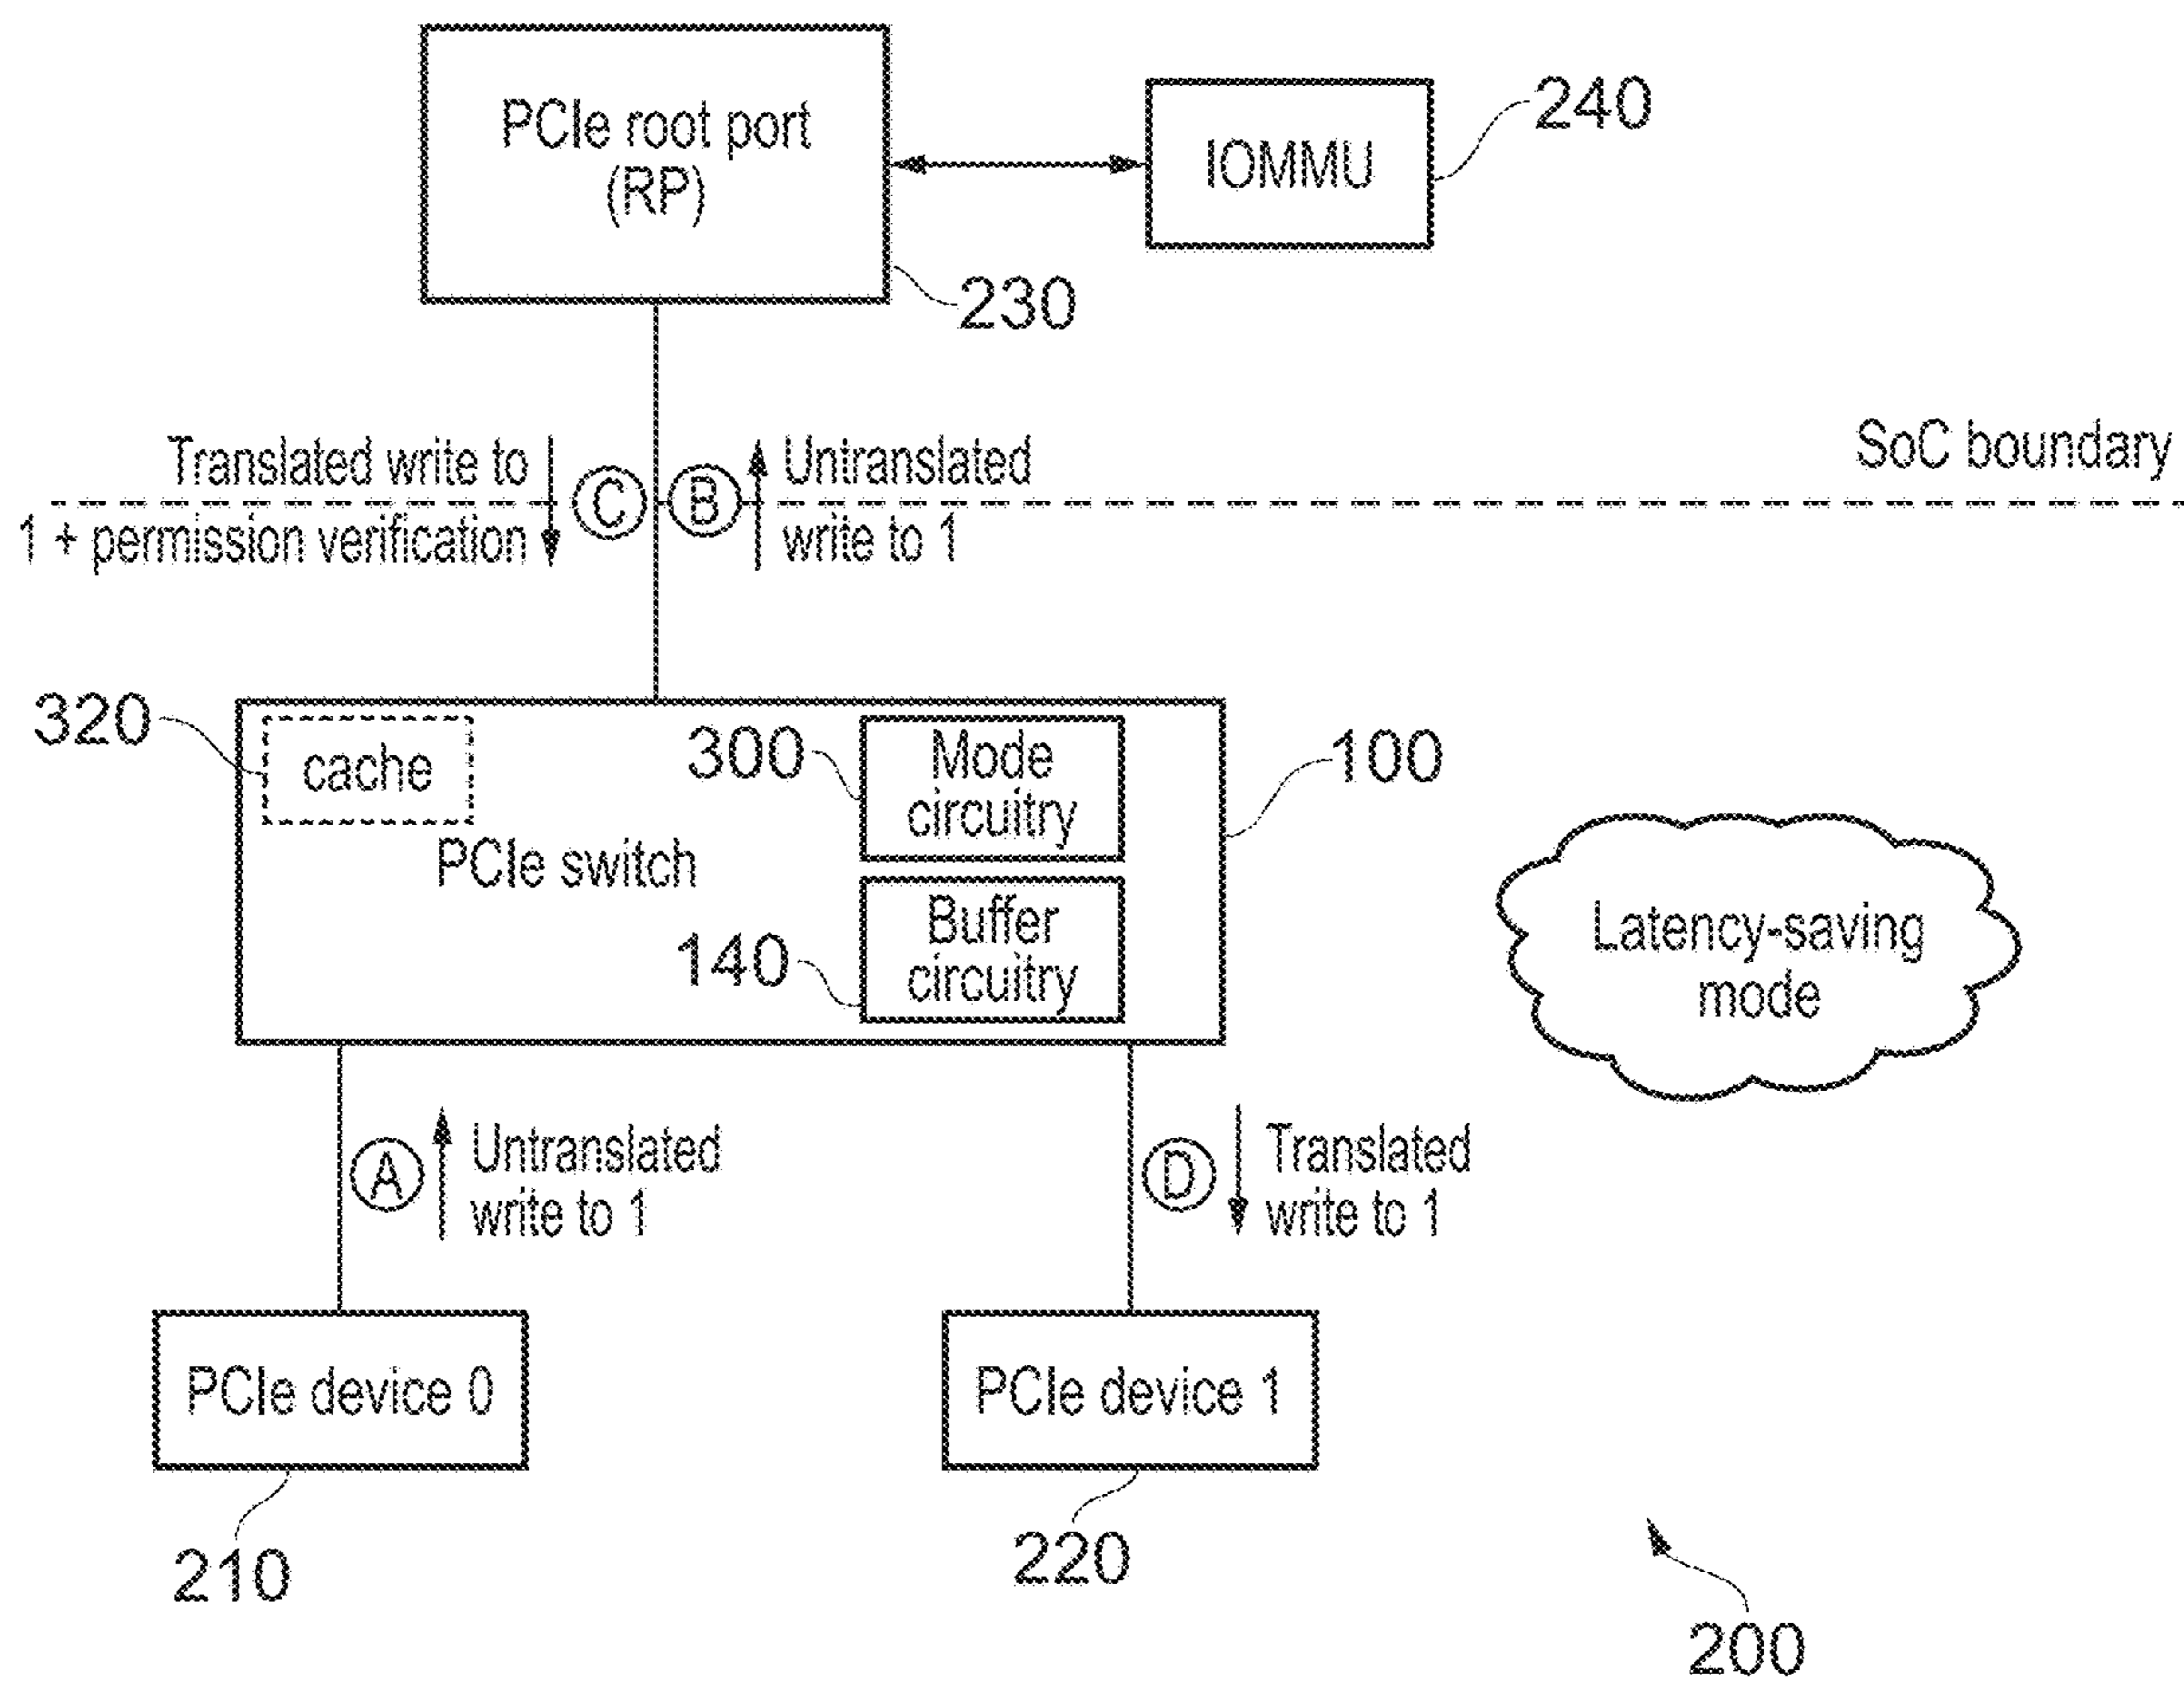 PCIe root port
(RP)
IOMMU
240
230
SoC boundary
Translated write to
1 + permission verification
C
B
Untranslated
write to 1
320
cache
300
Mode
circuitry
100
PCIe switch
140
Buffer
circuitry
Latency-saving
mode
A
Untranslated
write to 1
D
Translated
write to 1
PCIe device 0
PCIe device 1
210
220
200